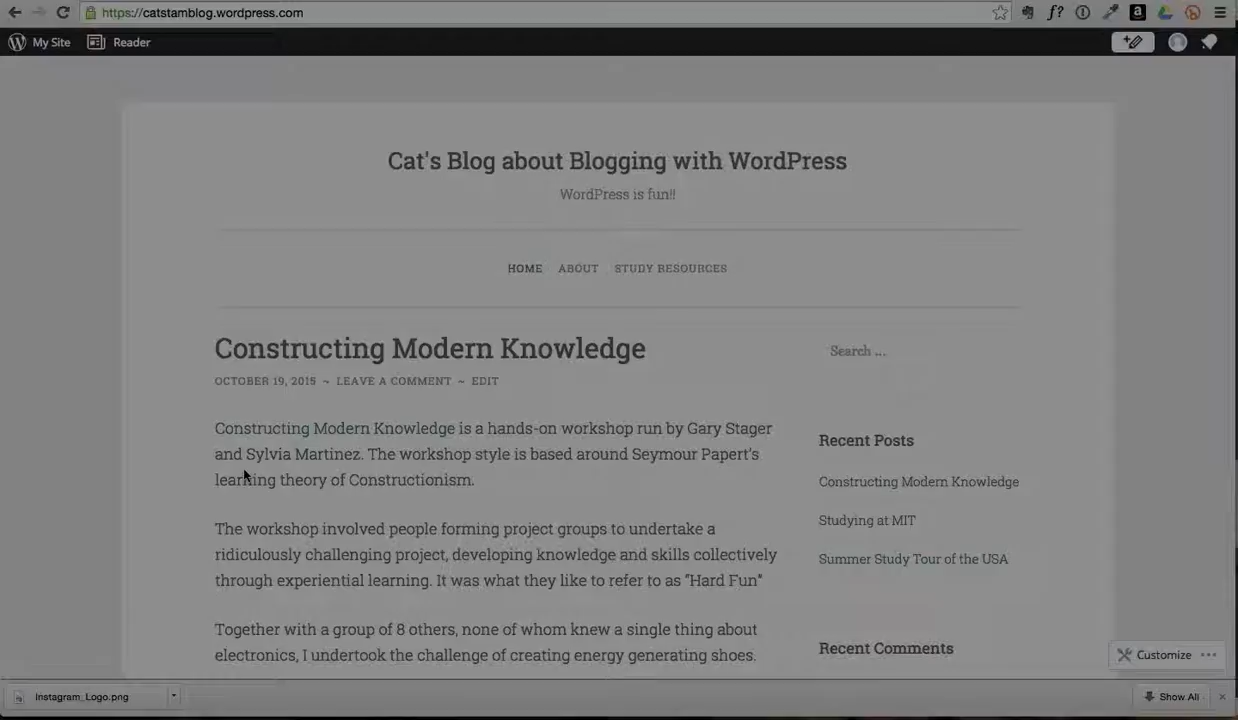 https://catstamblog.wordpress.com
f?
a
My Site Reader
Cat's Blog about Blogging with WordPress
WordPress is fun!!
HOME ABOUT STUDY RESOURCES
Constructing Modern Knowledge
OCTOBER 19, 2015 ~ LEAVE A COMMENT ~ EDIT
Constructing Modern Knowledge is a hands-on workshop run by Gary Stager
and Sylvia Martinez. The workshop style is based around Seymour Papert's
learning theory of Constructionism.
The workshop involved people forming project groups to undertake a
ridiculously challenging project, developing knowledge and skills collectively
through experiential learning. It was what they like to refer to as "Hard Fun"
Together with a group of 8 others, none of whom knew a single thing about
electronics, I undertook the challenge of creating energy generating shoes.
Search ...
Recent Posts
Constructing Modern Knowledge
Studying at MIT
Summer Study Tour of the USA
Recent Comments
Customize
Instagram_Logo.png
Show All